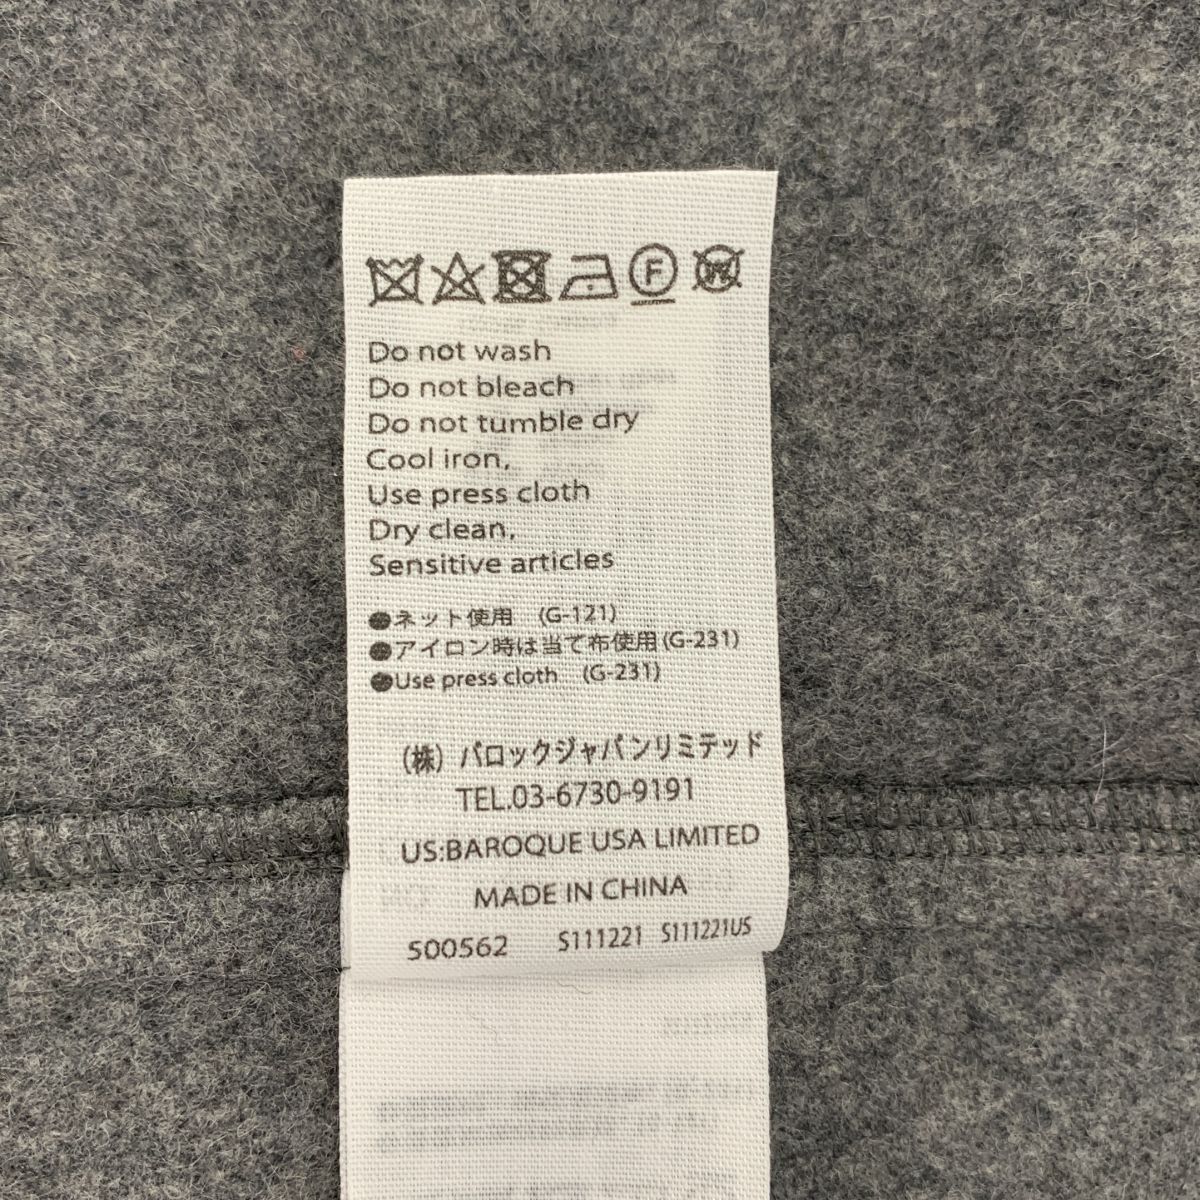 F W
Do not wash
Do not bleach
Do not tumble dry
Cool iron,
Use press cloth
Dry clean,
Sensitive articles
●ネット使用 (G-121)
●アイロン時は当て布使用(G-231)
●Use press cloth (G-231)
(株) バロックジャパンリミテッド
TEL.03-6730-9191
US:BAROQUE USA LIMITED
MADE IN CHINA
500562 S111221 S111221US